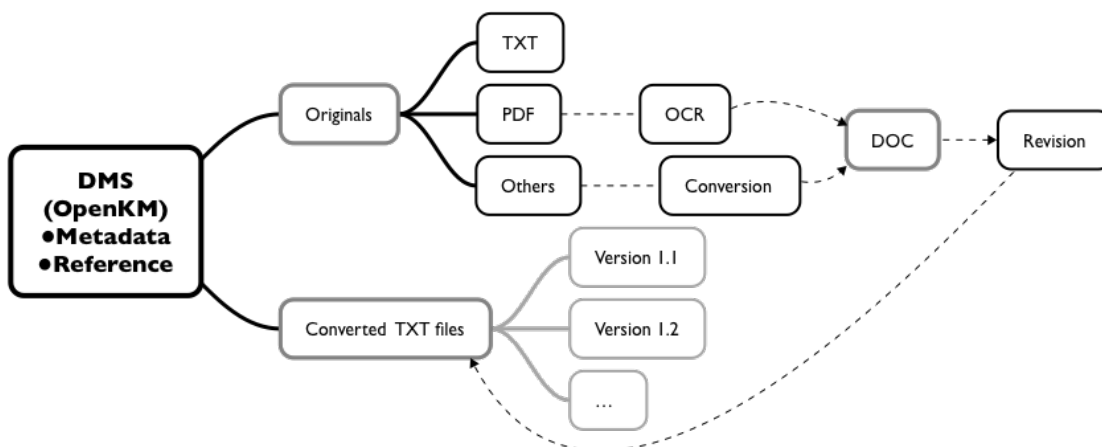 TXT
Originals
PDF
OCR
DOC
Revision
Others
Conversion
DMS
(OpenKM)
●Metadata
●Reference
Version 1.1
Converted TXT files
Version 1.2
...